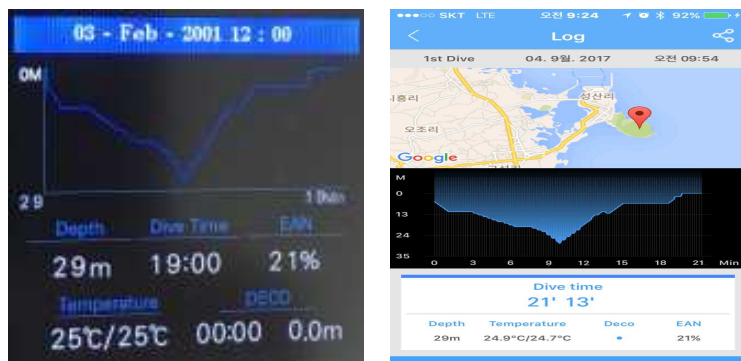 03 - Feb - 2001 12 : 00
0M
29
Depth Dive Time EAN
29m 19:00 21%
Temperature DECO
25℃/25℃ 00:00 0.0m
SKT LTE 오전 9:24 92%
Log
1st Dive 04. 9월. 2017 오전 09:54
시흥리
성산리
오조리
Google
M
0
13
24
35
0 3 6 9 12 15 18 21 Min
Dive time
21' 13'
Depth Temperature Deco EAN
29m 24.9°C/24.7°C 21%